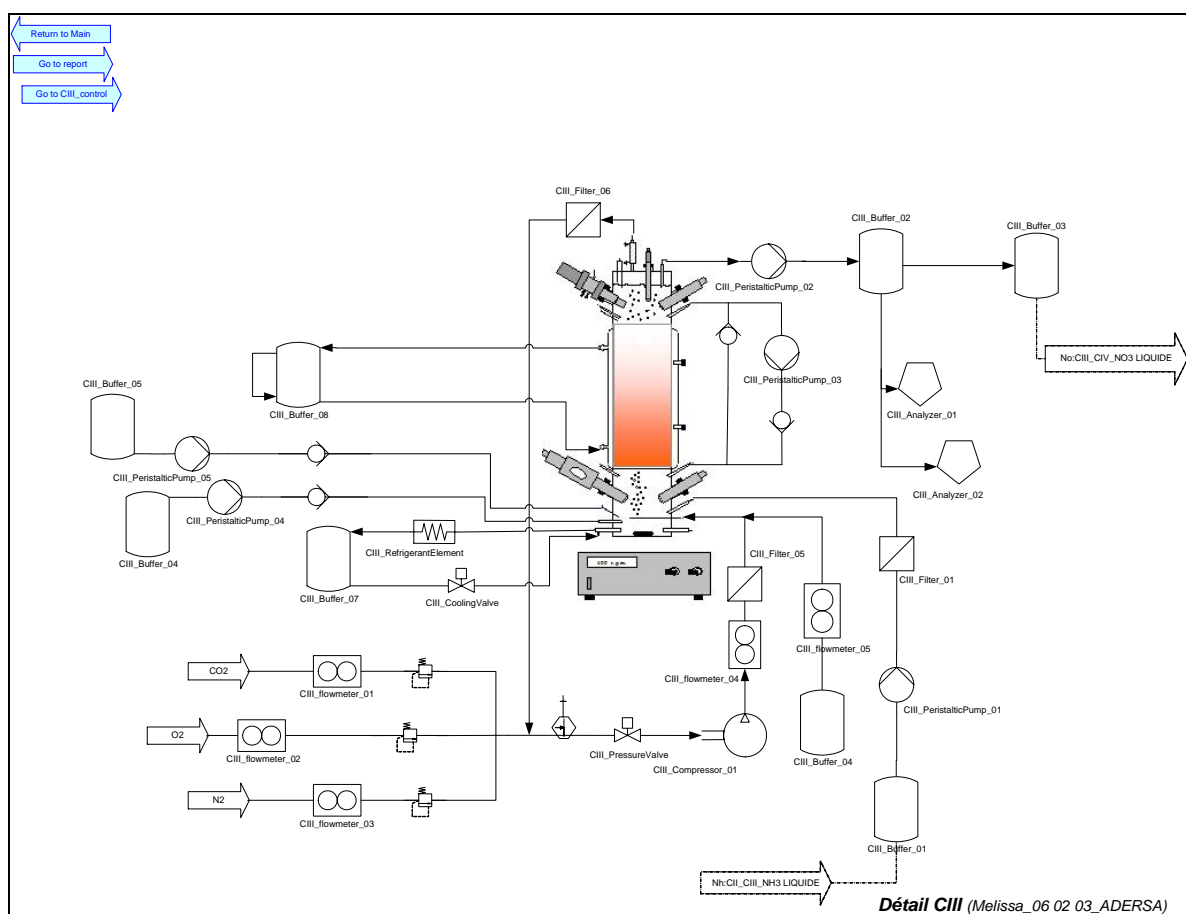 Return to Main
Go to report
Go to CIII_control
CIII_Filter_06
CIII_Buffer_02
CIII_Buffer_03
CIII_PeristalticPump_02
No:CIII_CIV_NO3 LIQUIDE
CIII_PeristalticPump_03
CIII_Buffer_05
CIII_Buffer_08
CIII_Analyzer_01
CIII_PeristalticPump_05
CIII_Analyzer_02
CIII_PeristalticPump_04
CIII_RefrigerantElement
CIII_Filter_05
CIII_Buffer_04
CIII_Filter_01
CIII_Buffer_07
CIII_CoolingValve
CIII_flowmeter_05
CO2
CIII_flowmeter_04
CIII_flowmeter_01
CIII_PeristalticPump_01
O2
CIII_flowmeter_02
CIII_PressureValve
CIII_Compressor_01
CIII_Buffer_04
N2
CIII_flowmeter_03
CIII_Buffer_01
Nh:CII_CIII_NH3 LIQUIDE
Détail CIII (Melissa_06 02 03_ADERSA)